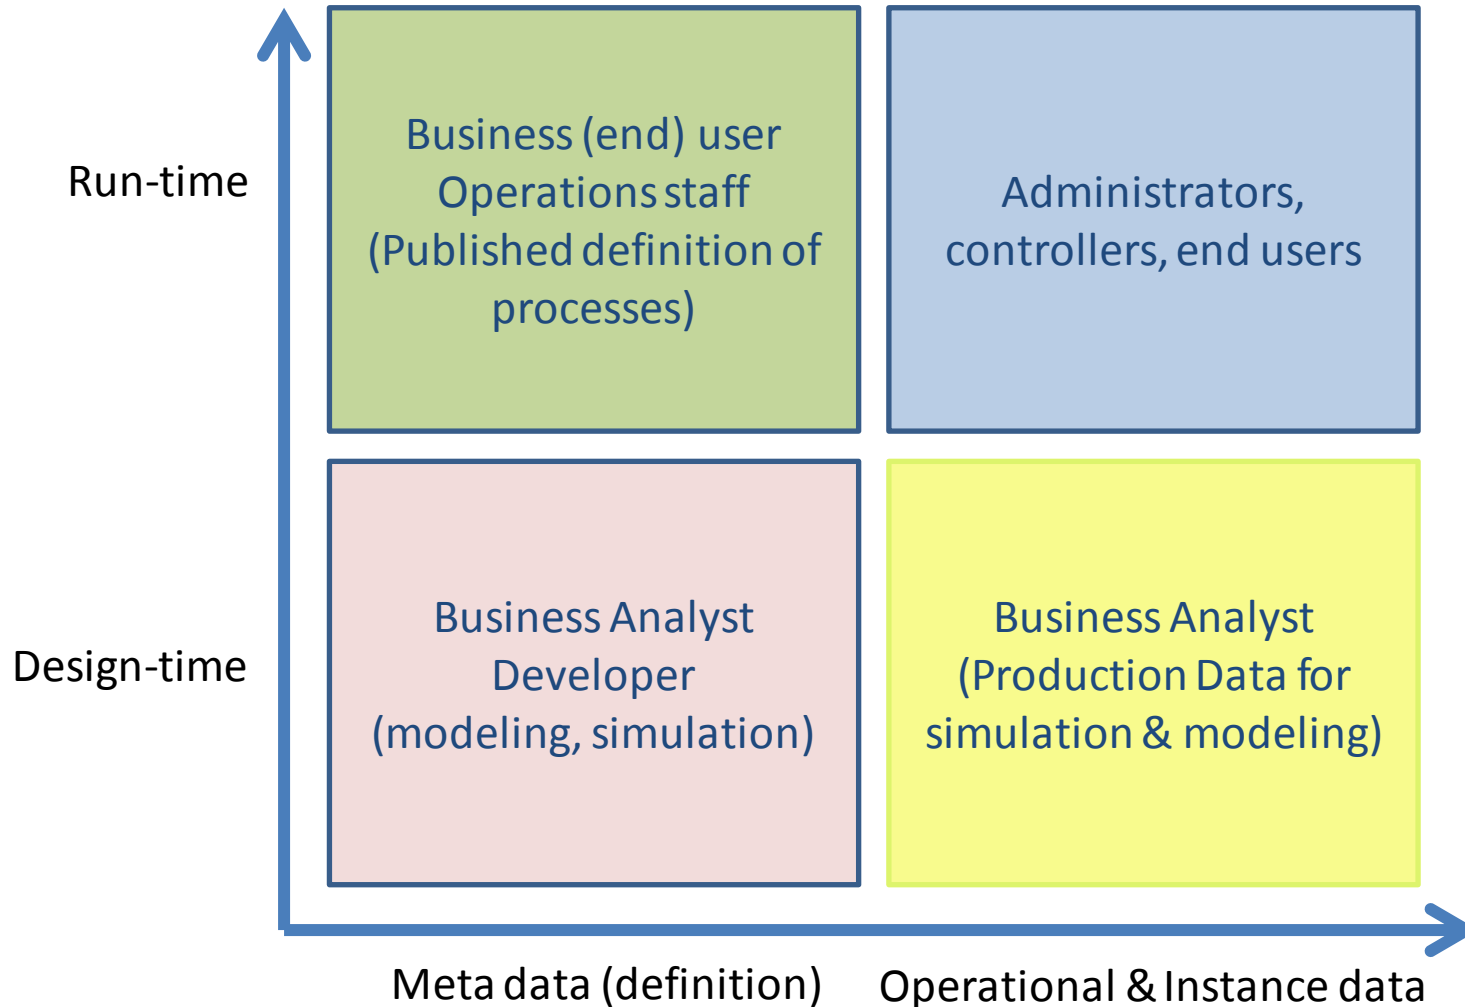 Run-time
Business (end) user
Operations staff
(Published definition of
processes)
Administrators,
controllers, end users
Design-time
Business Analyst
Developer
(modeling, simulation)
Business Analyst
(Production Data for
simulation & modeling)
Meta data (definition)
Operational & Instance data